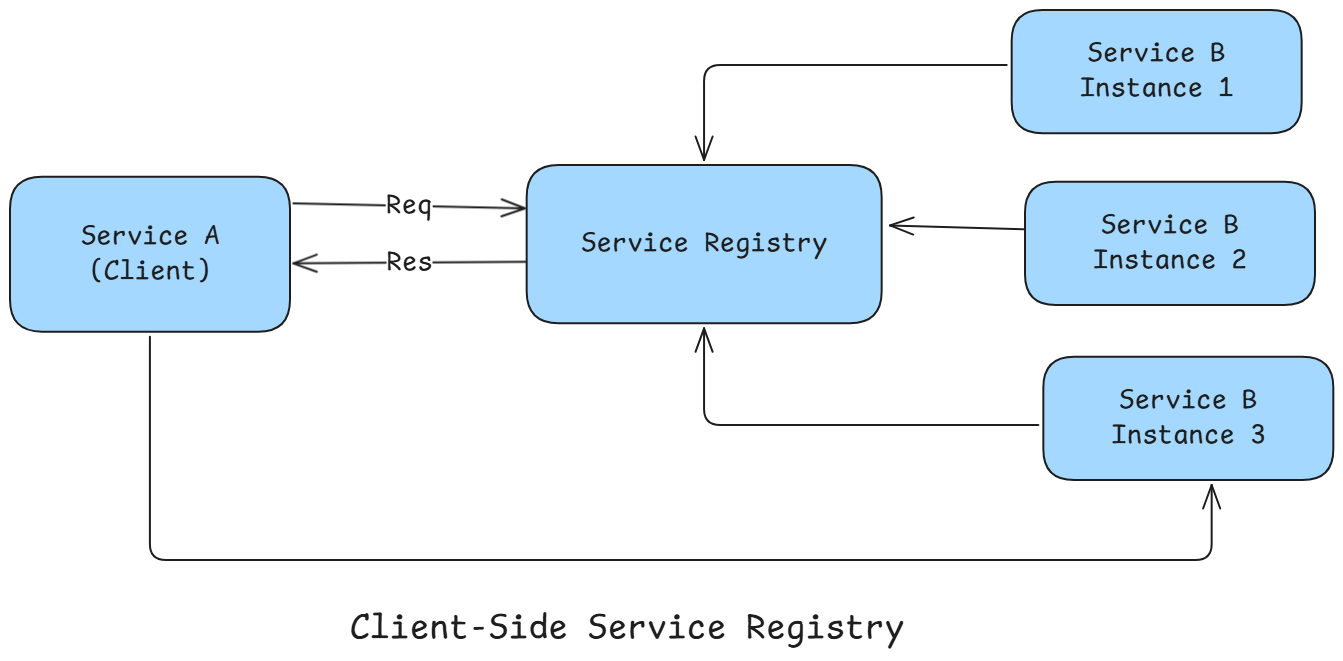 Service B
Instance 1
Service A
(Client)
Req
Res
Service Registry
Service B
Instance 2
Service B
Instance 3
Client-Side Service Registry